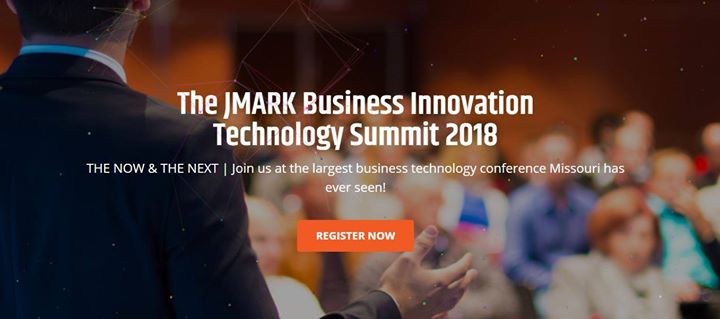 The JMARK Business Innovation
Technology Summit 2018
THE NOW & THE NEXT | Join us at the largest business technology conference Missouri has
ever seen!
REGISTER NOW